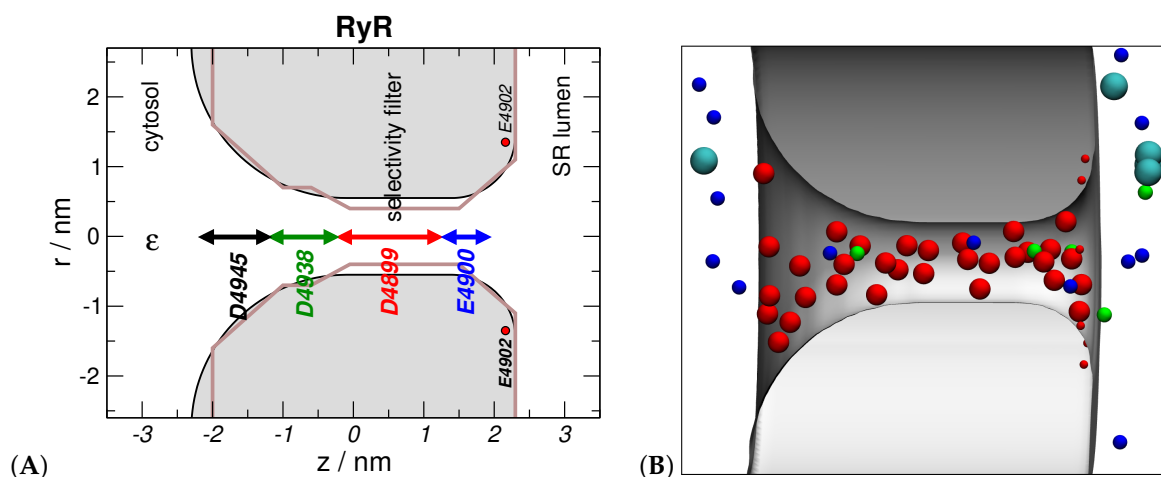 RyR
cytosol
selectivity filter
SR lumen
E4902
r / nm
2
1
0
-1
-2
ε
D4945
D4938
D4899
E4900
E4902
-3
-2
-1
0
1
2
3
z / nm
(A)
(B)